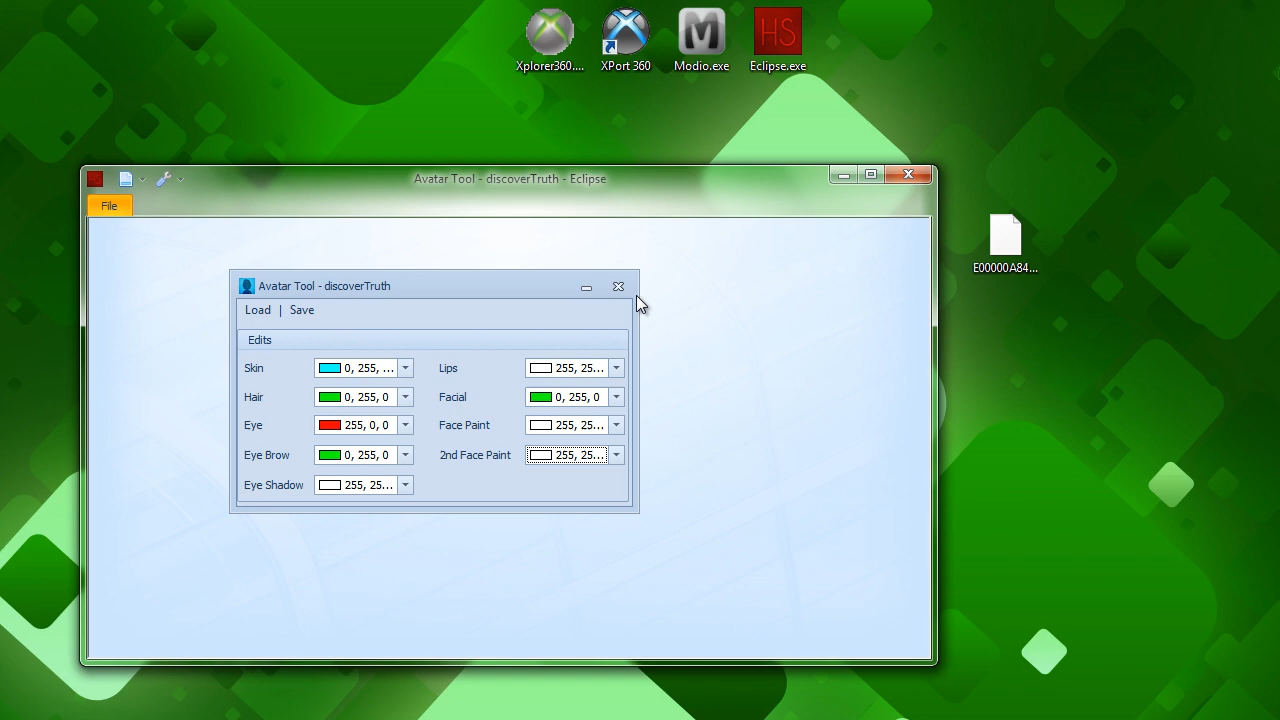 Xplorer360.... XPort 360 Modio.exe Eclipse.exe
HS
Avatar Tool - discoverTruth - Eclipse
File
E00000A84...
Avatar Tool - discoverTruth
Load | Save
Edits
Skin 0, 255, ... Lips 255, 25...
Hair 0, 255, 0 Facial 0, 255, 0
Eye 255, 0, 0 Face Paint 255, 25...
Eye Brow 0, 255, 0 2nd Face Paint 255, 25...
Eye Shadow 255, 25...